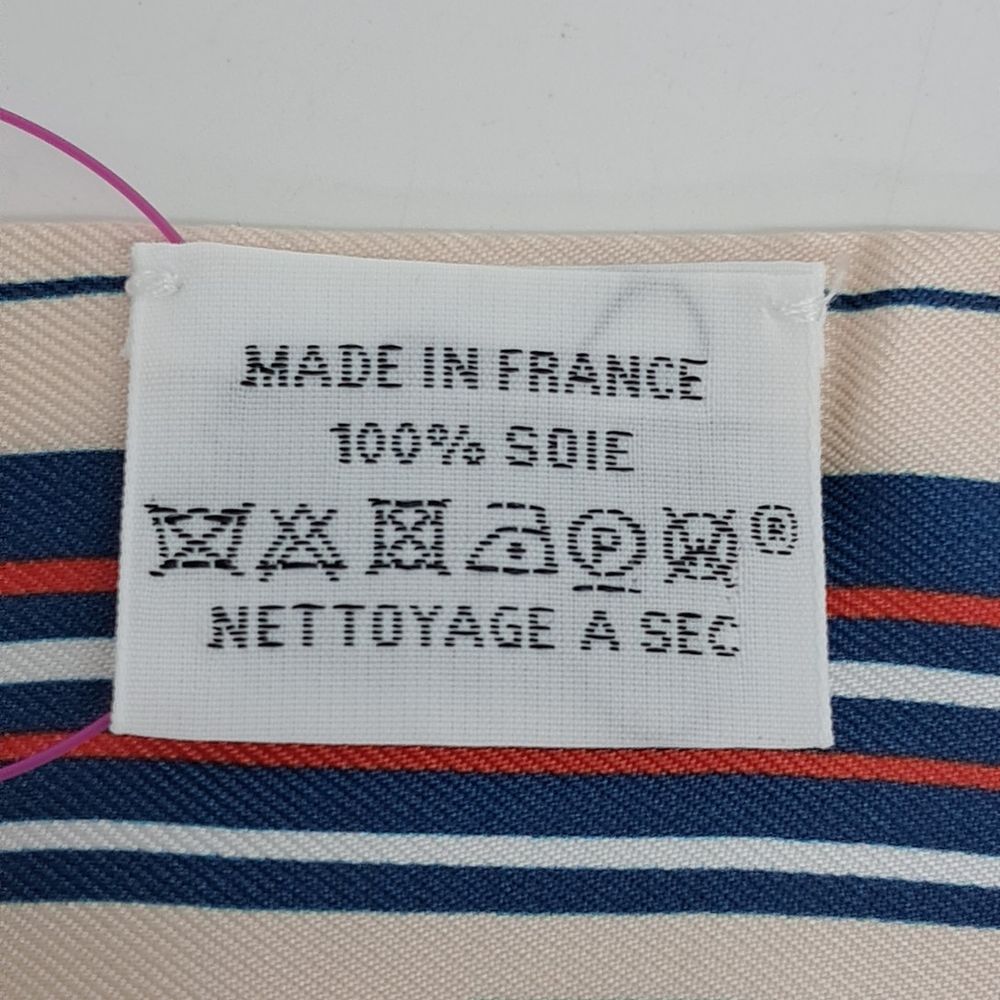 MADE IN FRANCE
100% SOIE
P W ®
NETTOYAGE A SEC